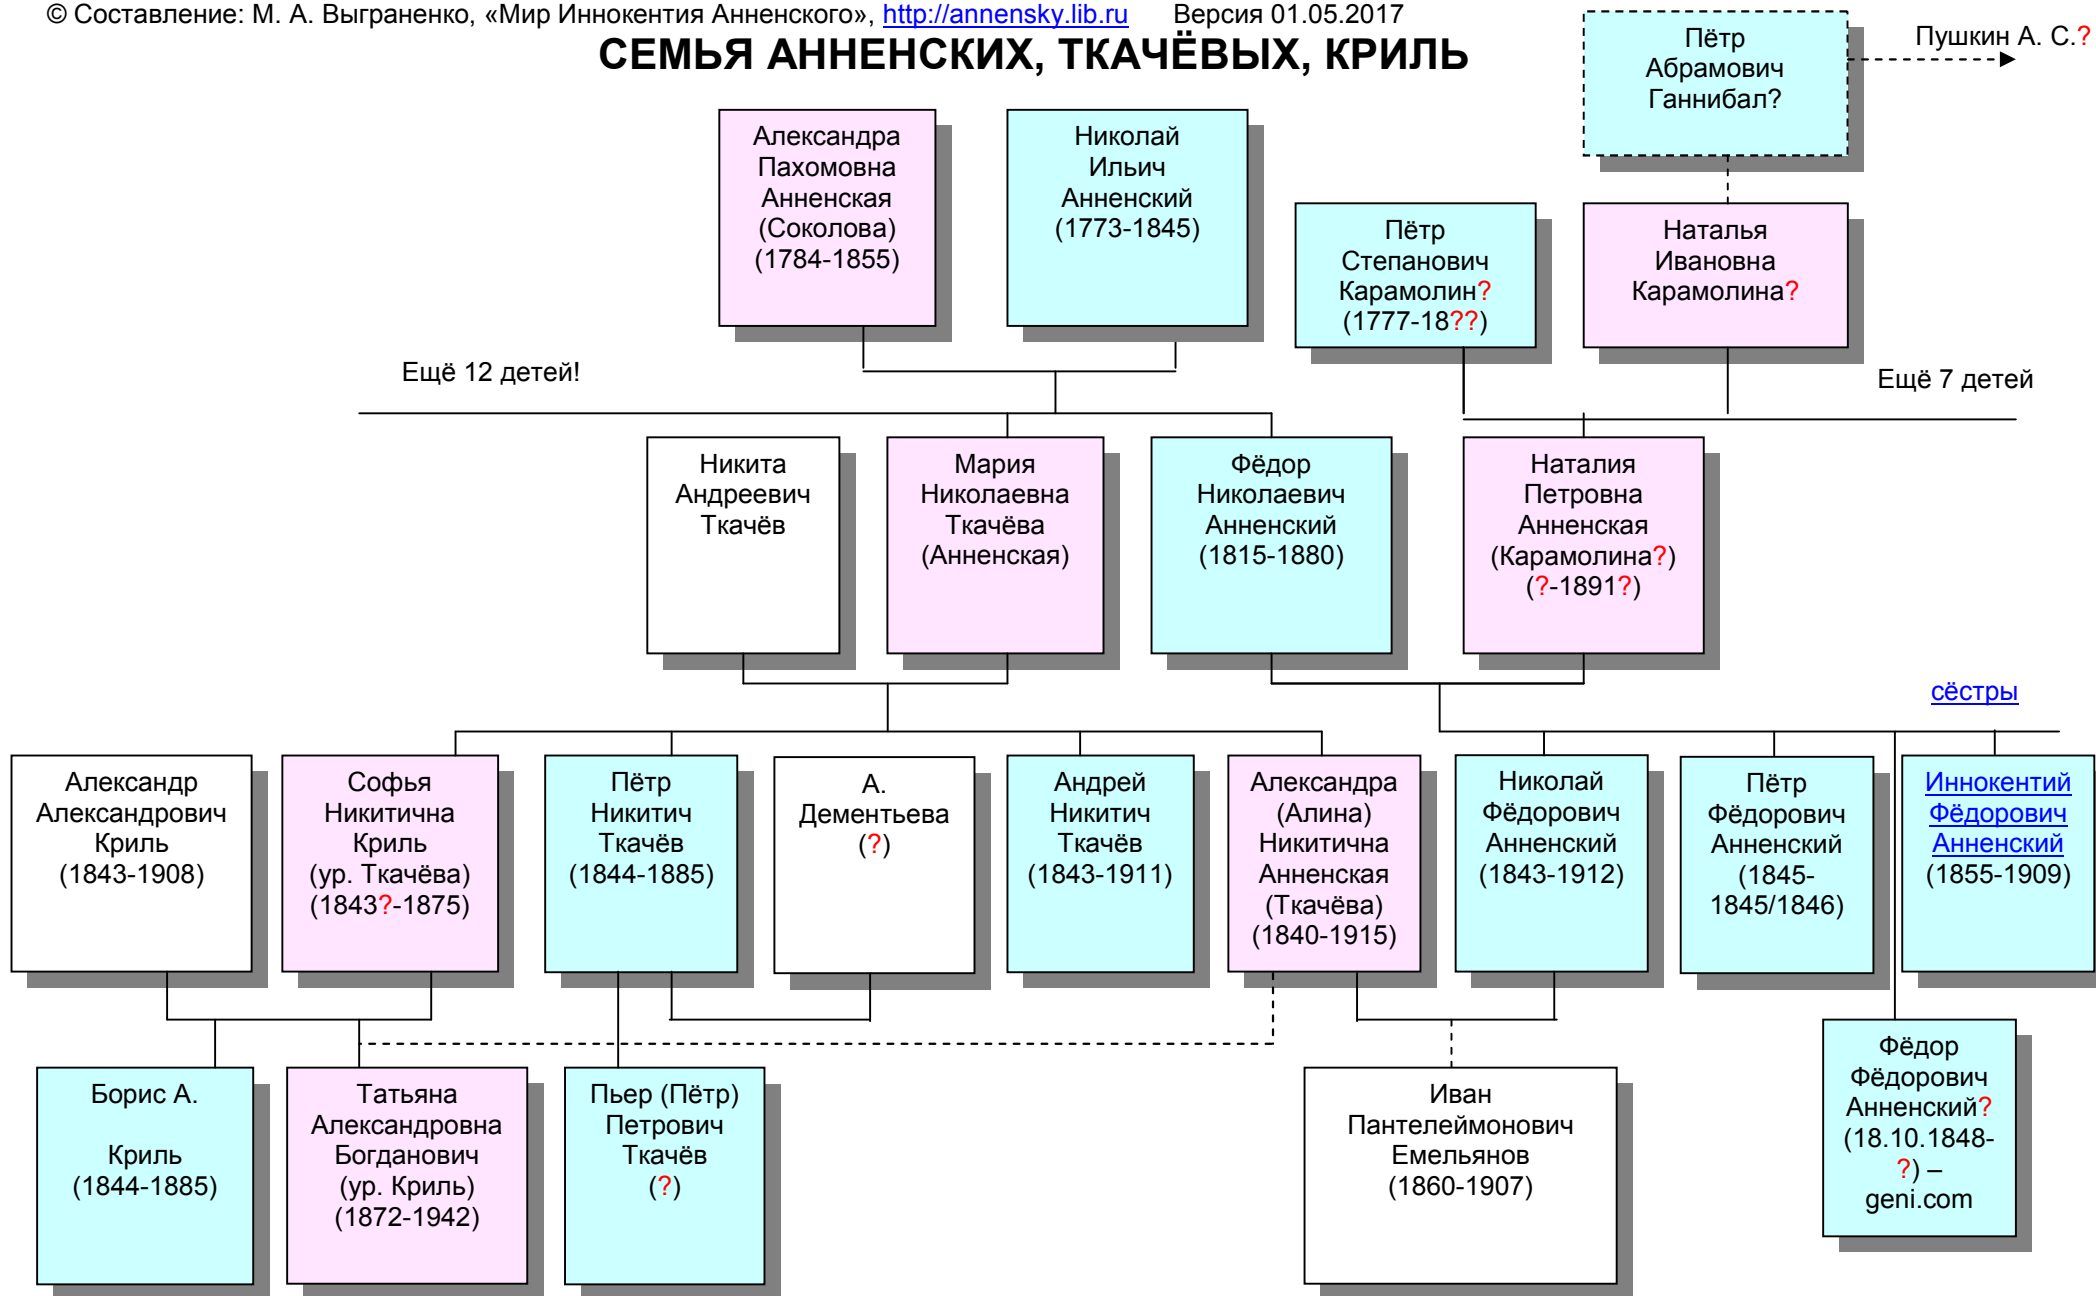 © Составление: М. А. Выграненко, «Мир Иннокентия Анненского», http://annensky.lib.ru Версия 01.05.2017
СЕМЬЯ АННЕНСКИХ, ТКАЧЁВЫХ, КРИЛЬ
Пётр
Абрамович
Ганнибал?
Пушкин А. С.?
Александра
Пахомовна
Анненская
(Соколова)
(1784-1855)
Николай
Ильич
Анненский
(1773-1845)
Пётр
Степанович
Карамолин?
(1777-18??)
Наталья
Ивановна
Карамолина?
Ещё 12 детей!
Ещё 7 детей
Никита
Андреевич
Ткачёв
Мария
Николаевна
Ткачёва
(Анненская)
Фёдор
Николаевич
Анненский
(1815-1880)
Наталия
Петровна
Анненская
(Карамолина?)
(?-1891?)
сёстры
Александр
Александрович
Криль
(1843-1908)
Софья
Никитична
Криль
(ур. Ткачёва)
(1843?-1875)
Пётр
Никитич
Ткачёв
(1844-1885)
А.
Дементьева
(?)
Андрей
Никитич
Ткачёв
(1843-1911)
Александра
(Алина)
Никитична
Анненская
(Ткачёва)
(1840-1915)
Николай
Фёдорович
Анненский
(1843-1912)
Пётр
Фёдорович
Анненский
(1845-
1845/1846)
Иннокентий
Фёдорович
Анненский
(1855-1909)
Борис А.
Криль
(1844-1885)
Татьяна
Александровна
Богданович
(ур. Криль)
(1872-1942)
Пьер (Пётр)
Петрович
Ткачёв
(?)
Иван
Пантелеймонович
Емельянов
(1860-1907)
Фёдор
Фёдорович
Анненский?
(18.10.1848-
?) –
geni.com